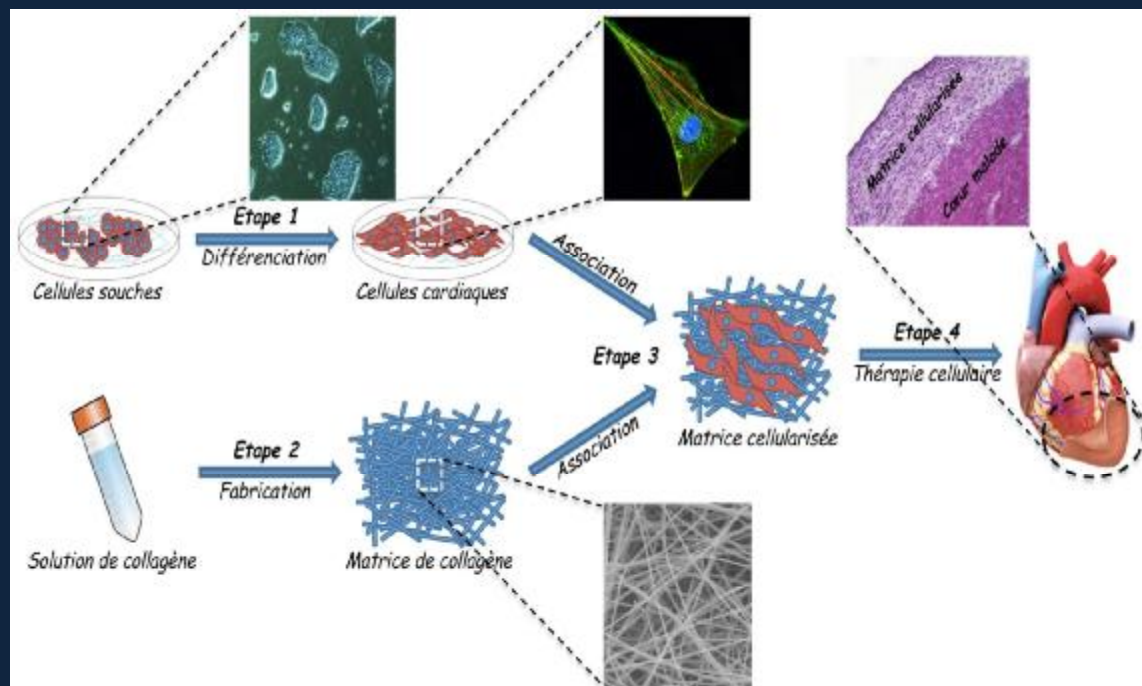 Matrice cellularisée
Cœur malade
Etape 1
Différenciation
Cellules souches
Cellules cardiaques
Association
Etape 3
Matrice cellularisée
Etape 4
Thérapie cellulaire
Etape 2
Fabrication
Association
Solution de collagène
Matrice de collagène